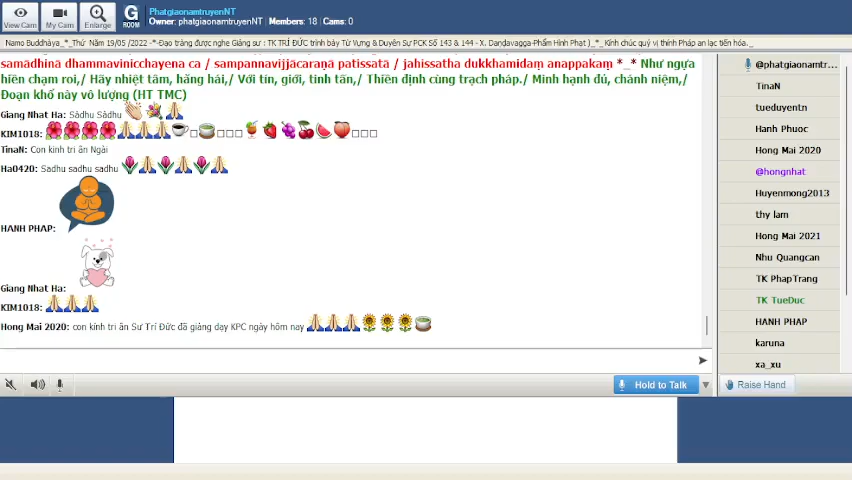 View Cam
My Cam
Enlarge
G
ROOM
PhatgiaonamtruyenNT
Owner: phatgiaonamtruyenNT | Members: 18 | Cams: 0
Namo Buddhàya_*_Thứ Năm 19/05 /2022 -*-Đạo tràng được nghe Giảng sư : TK TRÍ ĐỨC trình bày Từ Vựng & Duyên Sự PCK Số 143 & 144 - X. Daṇḍavagga-Phẩm Hình Phạt )_*_Kính chúc quý vị thính Pháp an lạc tiến hóa._
samādhinā dhammavinicchayena ca / sampannavijjācaraṇā patissatā / jahissatha dukkhamidaṃ anappakaṃ *_* Như ngựa
hiền chạm roi,/ Hãy nhiệt tâm, hăng hái,/ Với tín, giới, tinh tấn,/ Thiền định cùng trạch pháp./ Minh hạnh đủ, chánh niệm,/
Đoạn khổ này vô lượng (HT TMC)
Giang Nhat Ha: Sàdhu Sàdhu
KIM1018:
TinaN: Con kính tri ân Ngài
Ha0420: Sadhu sadhu sadhu
HANH PHAP:
Giang Nhat Ha:
KIM1018:
Hong Mai 2020: con kính tri ân Sư Trí Đức đã giảng dạy KPC ngày hôm nay
Hold to Talk
@phatgiaonamtr...
TinaN
tueduyentn
Hanh Phuoc
Hong Mai 2020
@hongnhat
Huyenmong2013
thy lam
Hong Mai 2021
Nhu Quangcan
TK PhapTrang
TK TueDuc
HANH PHAP
karuna
xa_xu
Raise Hand